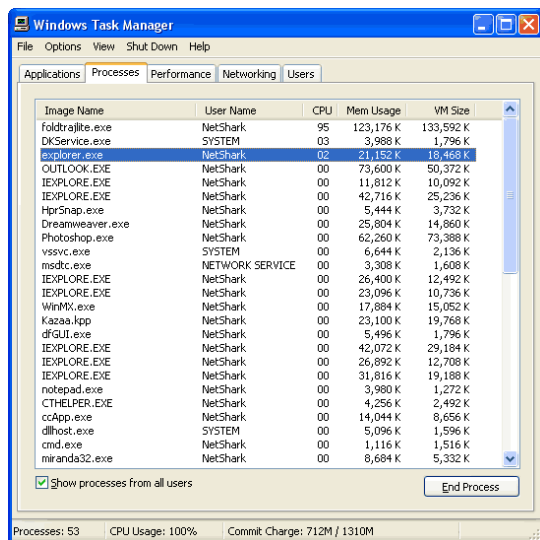 Windows Task Manager
File Options View Shut Down Help
Applications Processes Performance Networking Users
Image Name User Name CPU Mem Usage VM Size
foldtrajlite.exe NetShark 95 123,176 K 133,592 K
DKService.exe SYSTEM 03 3,988 K 1,796 K
explorer.exe NetShark 02 21,152 K 18,468 K
OUTLOOK.EXE NetShark 00 73,600 K 50,372 K
IEXPLORE.EXE NetShark 00 11,812 K 10,092 K
IEXPLORE.EXE NetShark 00 42,716 K 25,236 K
HprSnap.exe NetShark 00 5,444 K 3,732 K
Dreamweaver.exe NetShark 00 25,804 K 14,860 K
Photoshop.exe NetShark 00 62,260 K 73,388 K
vssvc.exe SYSTEM 00 6,644 K 2,136 K
msdtc.exe NETWORK SERVICE 00 3,308 K 1,608 K
IEXPLORE.EXE NetShark 00 26,400 K 12,492 K
IEXPLORE.EXE NetShark 00 23,096 K 10,736 K
WinMX.exe NetShark 00 17,884 K 15,052 K
Kazaa.kpp NetShark 00 23,100 K 19,768 K
dfGUI.exe NetShark 00 5,496 K 1,796 K
IEXPLORE.EXE NetShark 00 42,072 K 29,184 K
IEXPLORE.EXE NetShark 00 26,892 K 12,708 K
IEXPLORE.EXE NetShark 00 31,816 K 19,188 K
notepad.exe NetShark 00 3,980 K 1,272 K
CTHELPER.EXE NetShark 00 4,256 K 2,492 K
ccApp.exe NetShark 00 14,044 K 8,656 K
dllhost.exe SYSTEM 00 5,096 K 1,596 K
cmd.exe NetShark 00 1,116 K 1,516 K
miranda32.exe NetShark 00 8,684 K 5,332 K
Show processes from all users End Process
Processes: 53 CPU Usage: 100% Commit Charge: 712M / 1310M